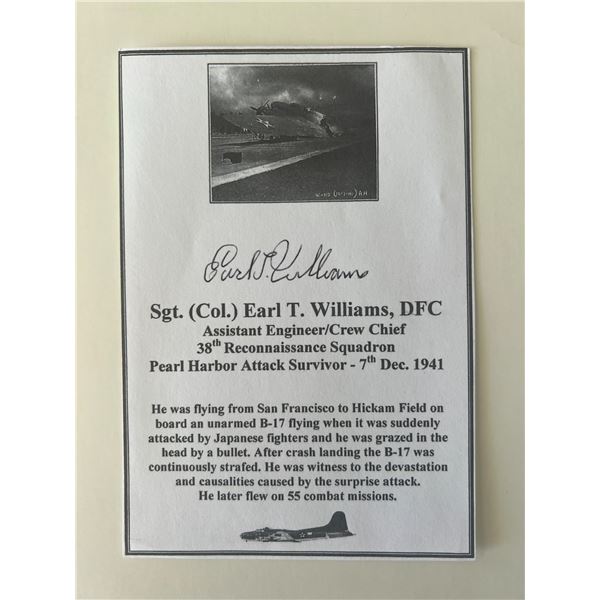 Earl T. Williams
Sgt. (Col.) Earl T. Williams, DFC
Assistant Engineer/Crew Chief
38th Reconnaissance Squadron
Pearl Harbor Attack Survivor - 7th Dec. 1941
He was flying from San Francisco to Hickam Field on
board an unarmed B-17 flying when it was suddenly
attacked by Japanese fighters and he was grazed in the
head by a bullet. After crash landing the B-17 was
continuously strafed. He was witness to the devastation
and causalities caused by the surprise attack.
He later flew on 55 combat missions.